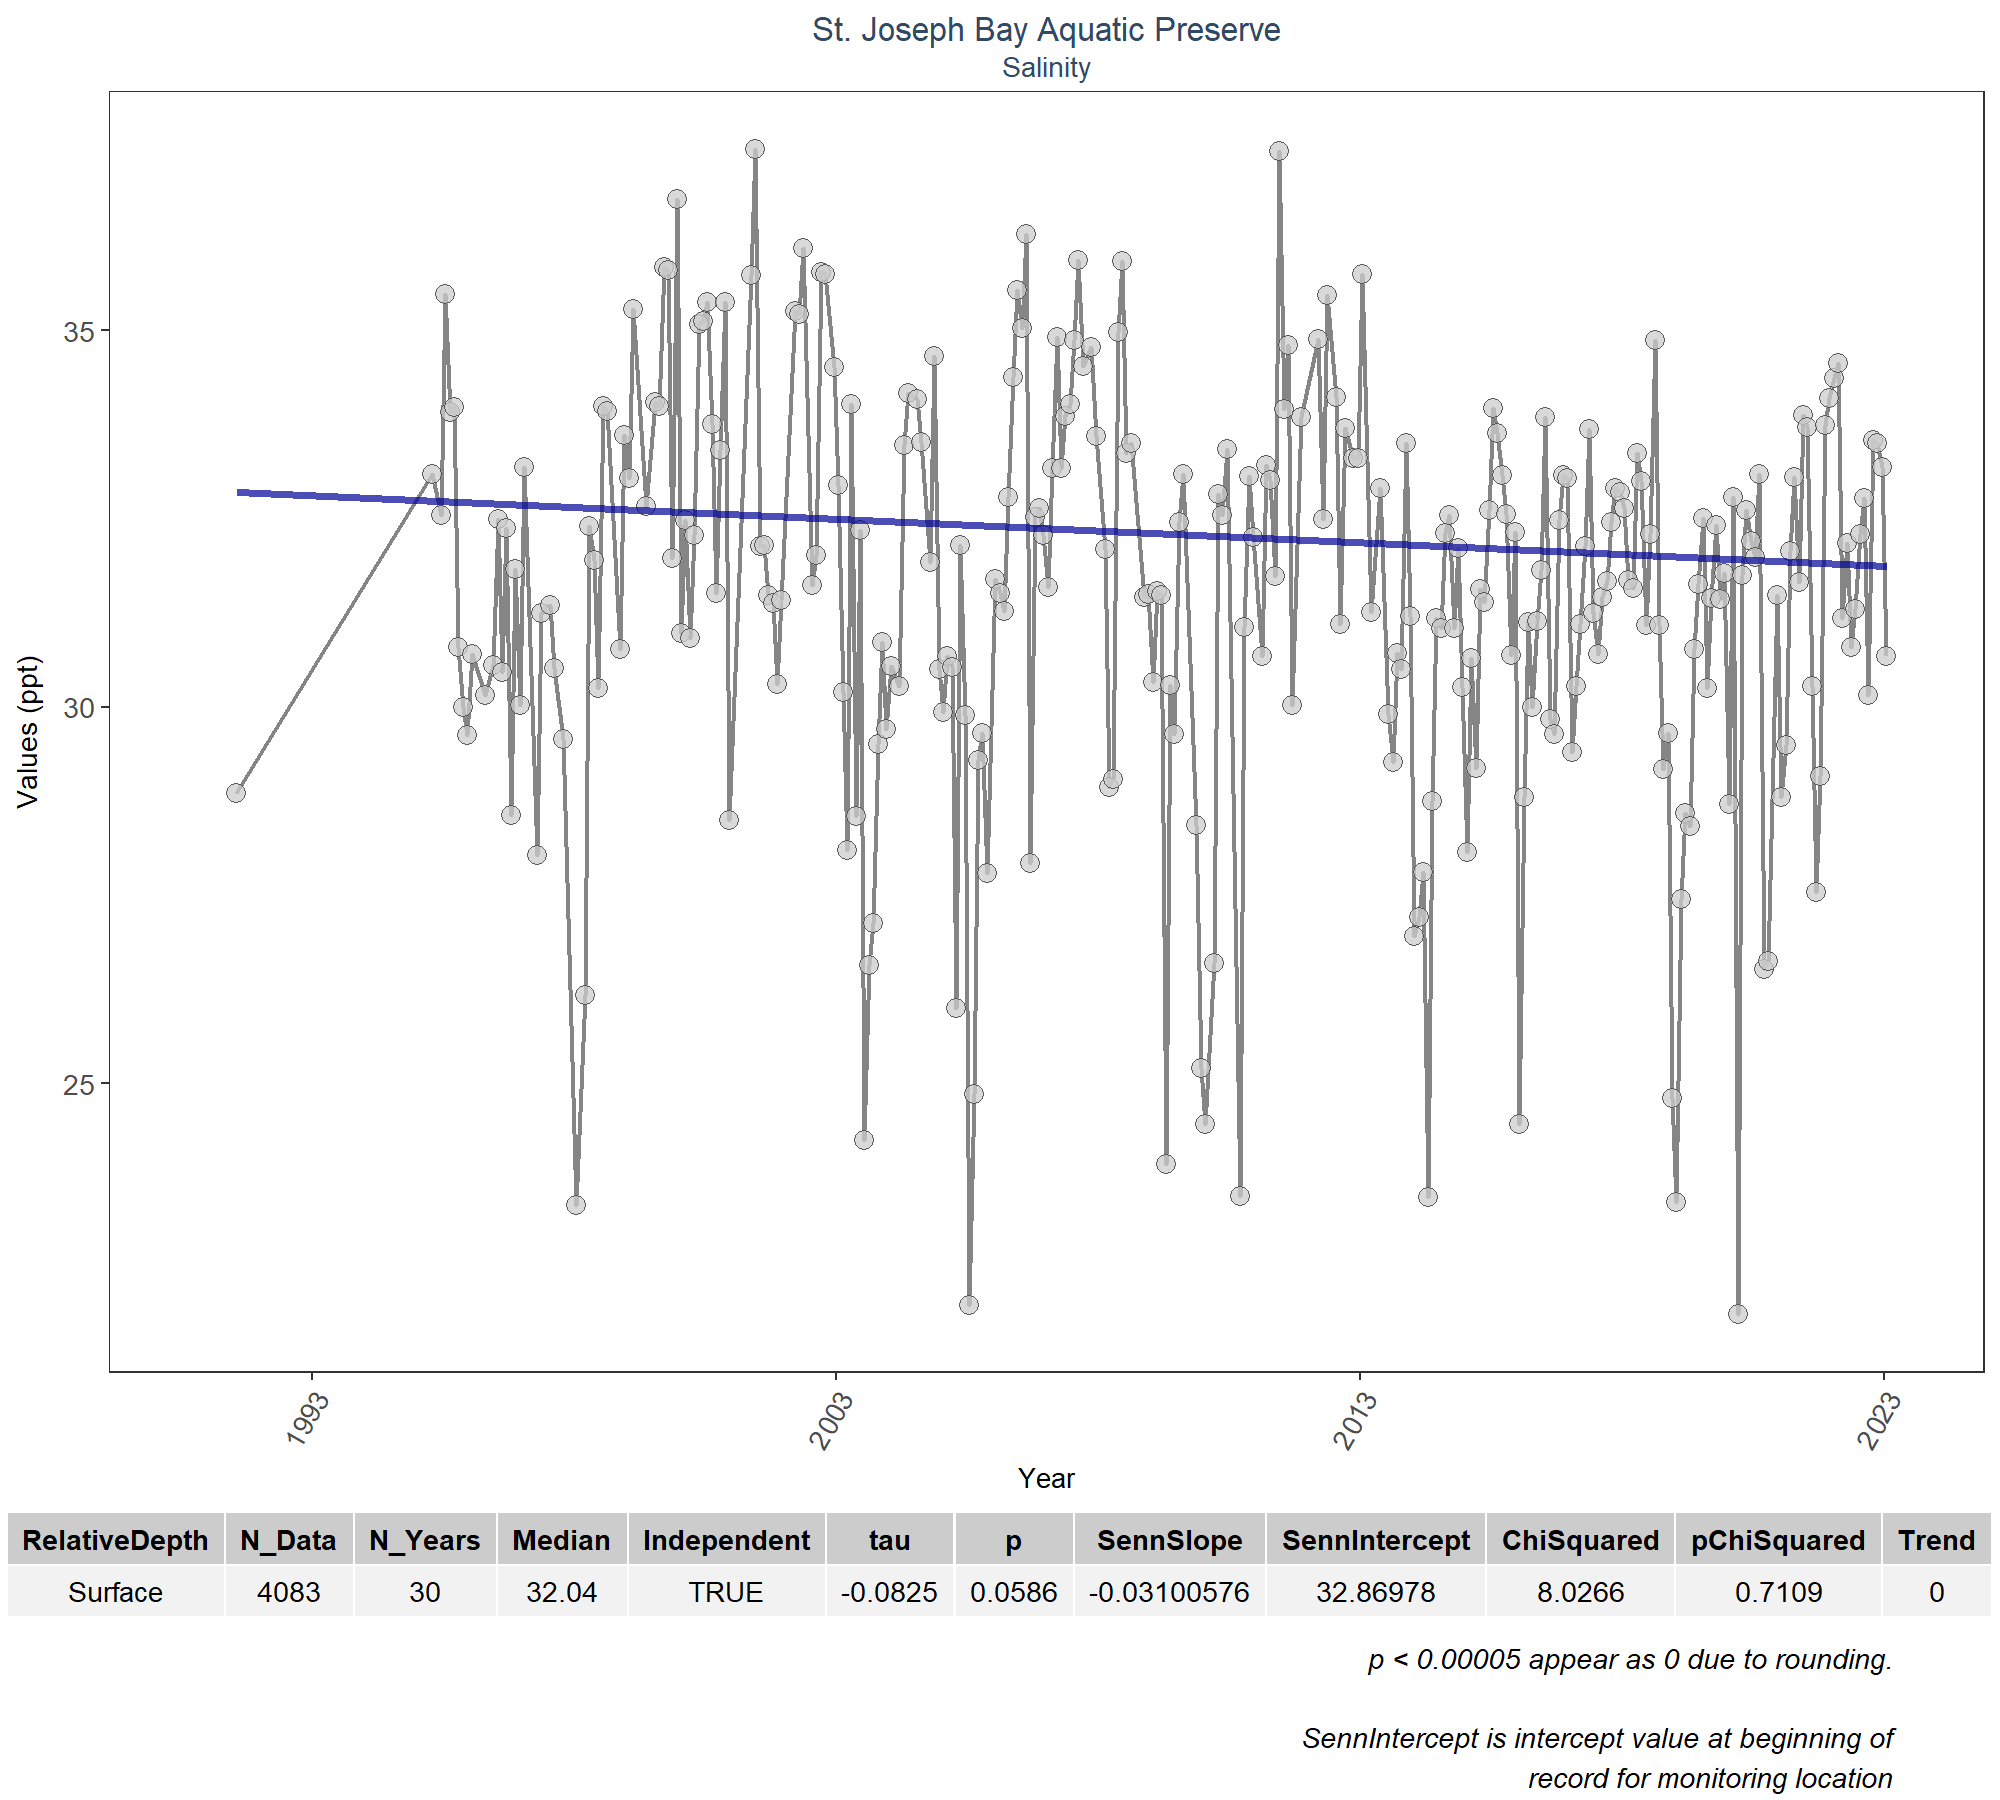 St. Joseph Bay Aquatic Preserve
Salinity
Values (ppt)
35
30
25
1993 2003 2013 2023
Year
RelativeDepth N_Data N_Years Median Independent tau p SennSlope SennIntercept ChiSquared pChiSquared Trend
Surface 4083 30 32.04 TRUE -0.0825 0.0586 -0.03100576 32.86978 8.0266 0.7109 0
p < 0.00005 appear as 0 due to rounding.
SennIntercept is intercept value at beginning of
record for monitoring location